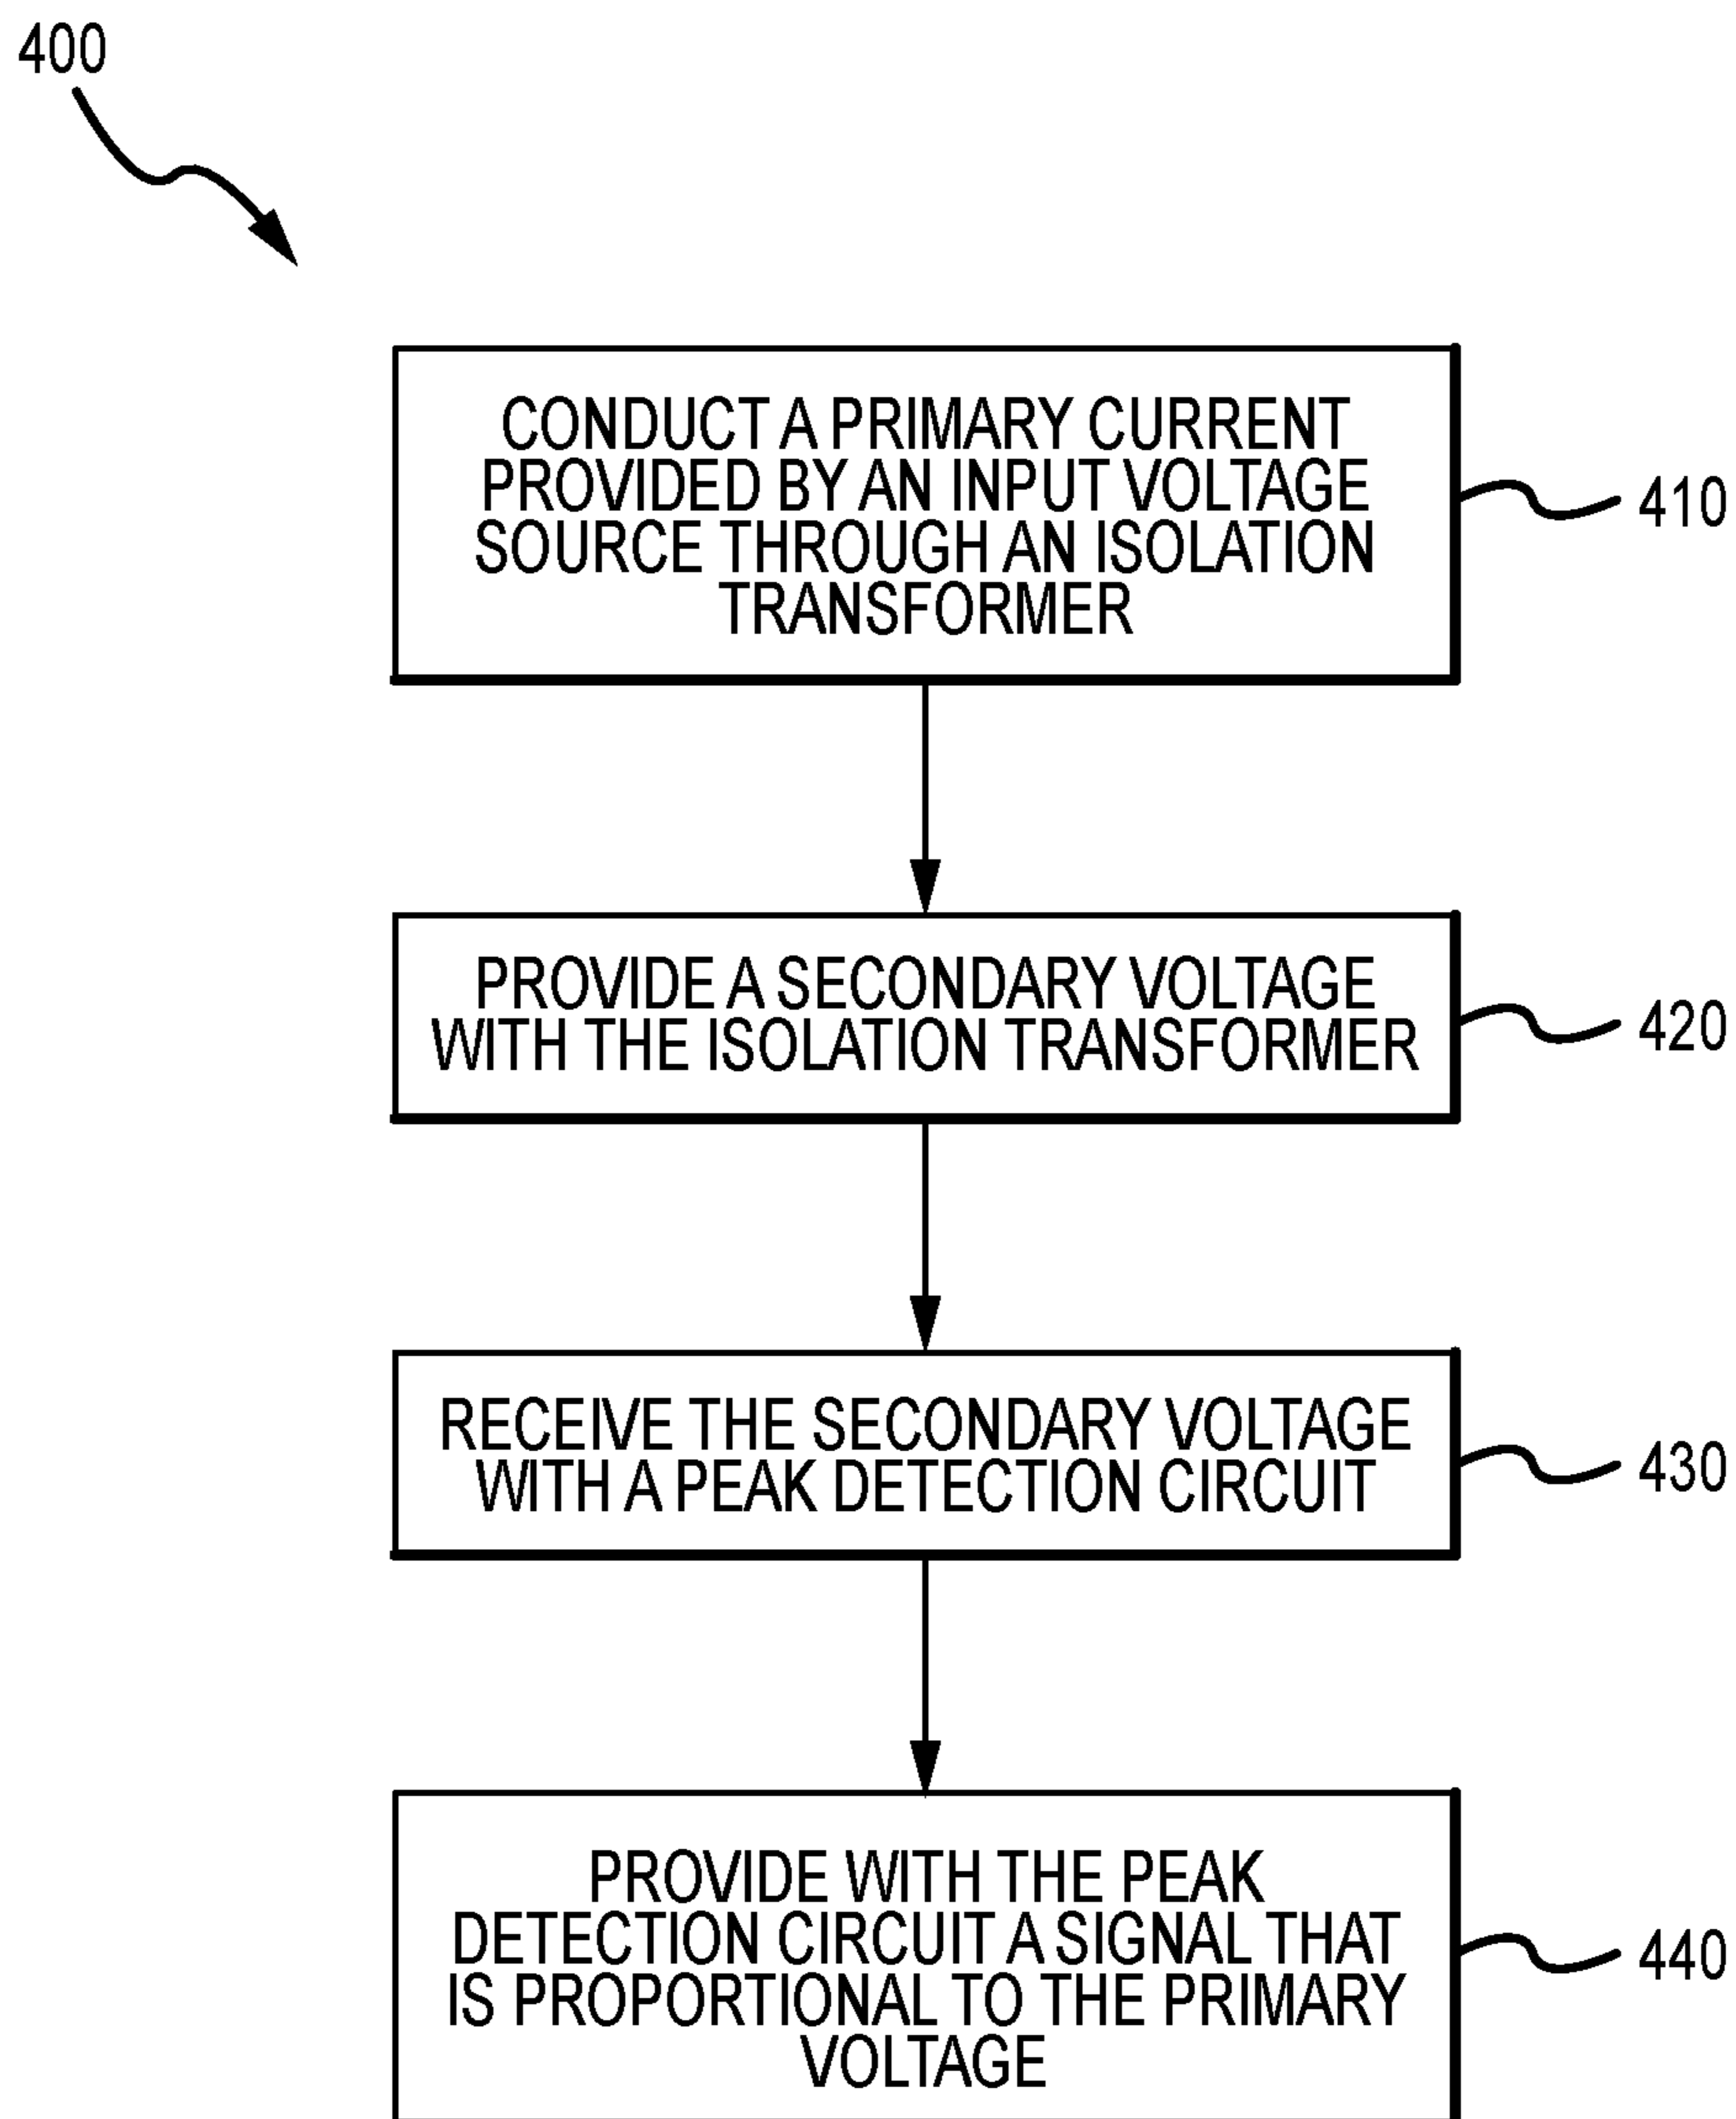 400
CONDUCT A PRIMARY CURRENT
PROVIDED BY AN INPUT VOLTAGE
SOURCE THROUGH AN ISOLATION
TRANSFORMER
410
PROVIDE A SECONDARY VOLTAGE
WITH THE ISOLATION TRANSFORMER
420
RECEIVE THE SECONDARY VOLTAGE
WITH A PEAK DETECTION CIRCUIT
430
PROVIDE WITH THE PEAK
DETECTION CIRCUIT A SIGNAL THAT
IS PROPORTIONAL TO THE PRIMARY
VOLTAGE
440